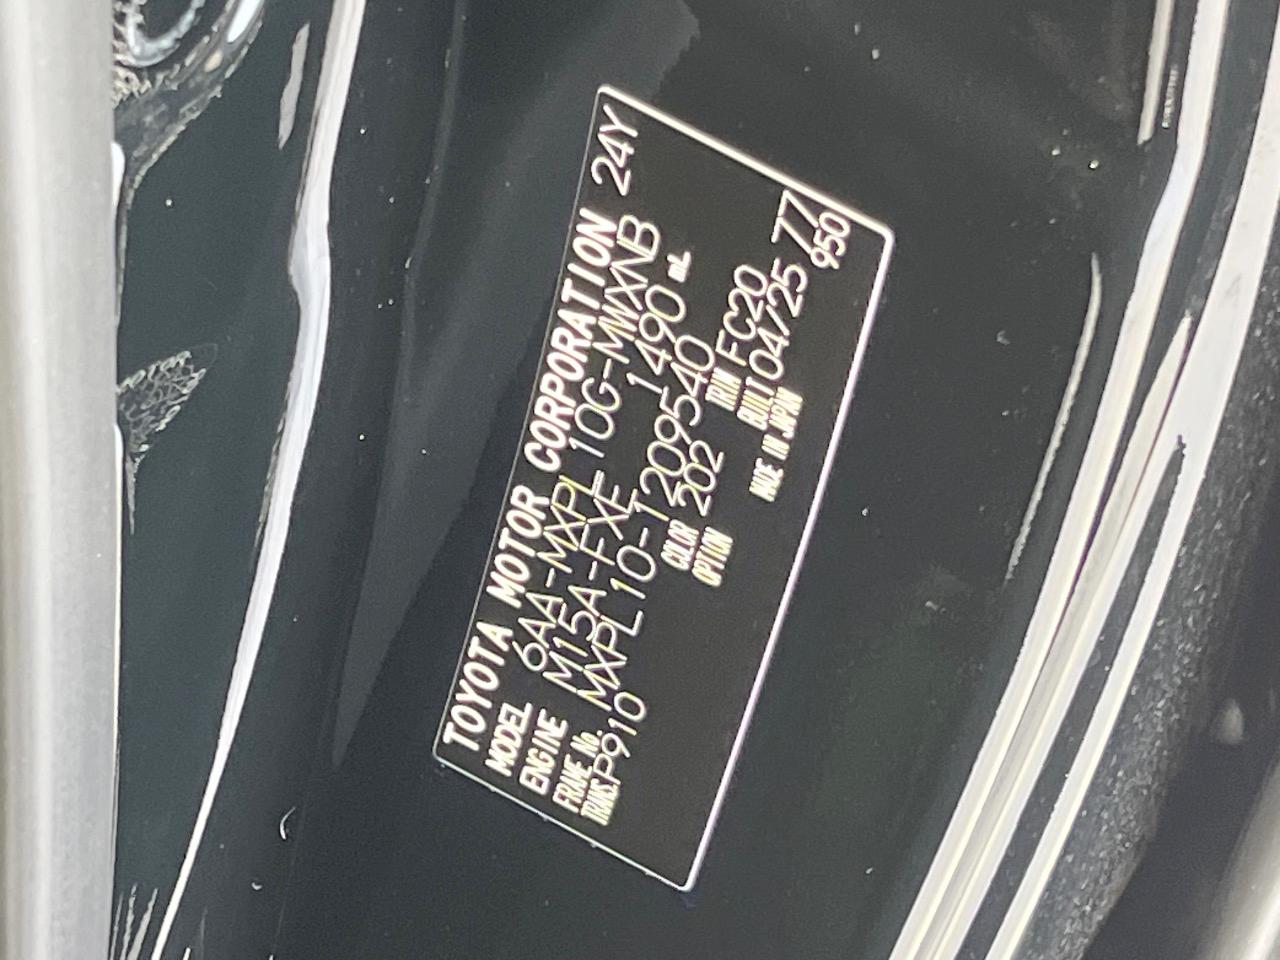 TOYOTA MOTOR CORPORATION 24Y
MODEL 6AA-MXPL10G-MWXNB
ENGINE M15A-FXE 1490 mL
FRAME No. MXPL10-1209540
TRANS. P910 COLOR 202 TRIM FC20
OPTION BUILT 04/25 77
MADE IN JAPAN 950